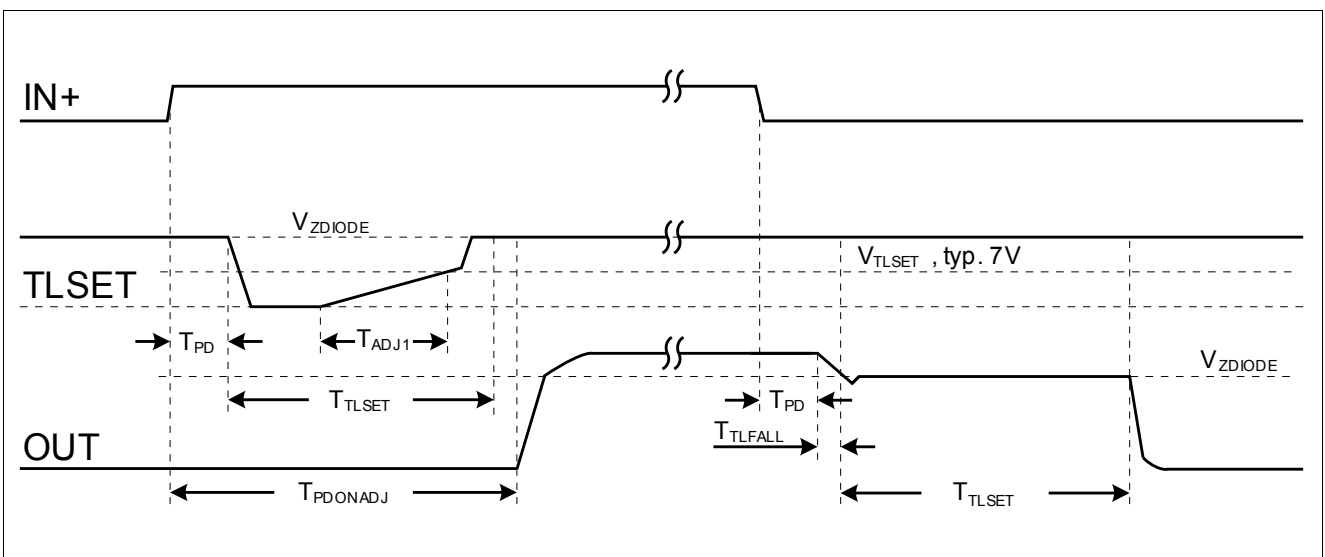 IN+
V_ZDIODE
V_TLSET , typ. 7V
TLSET
T_PD
T_ADJ1
V_ZDIODE
T_TLSET
T_PD
T_TLFALL
OUT
T_PDONADJ
T_TLSET